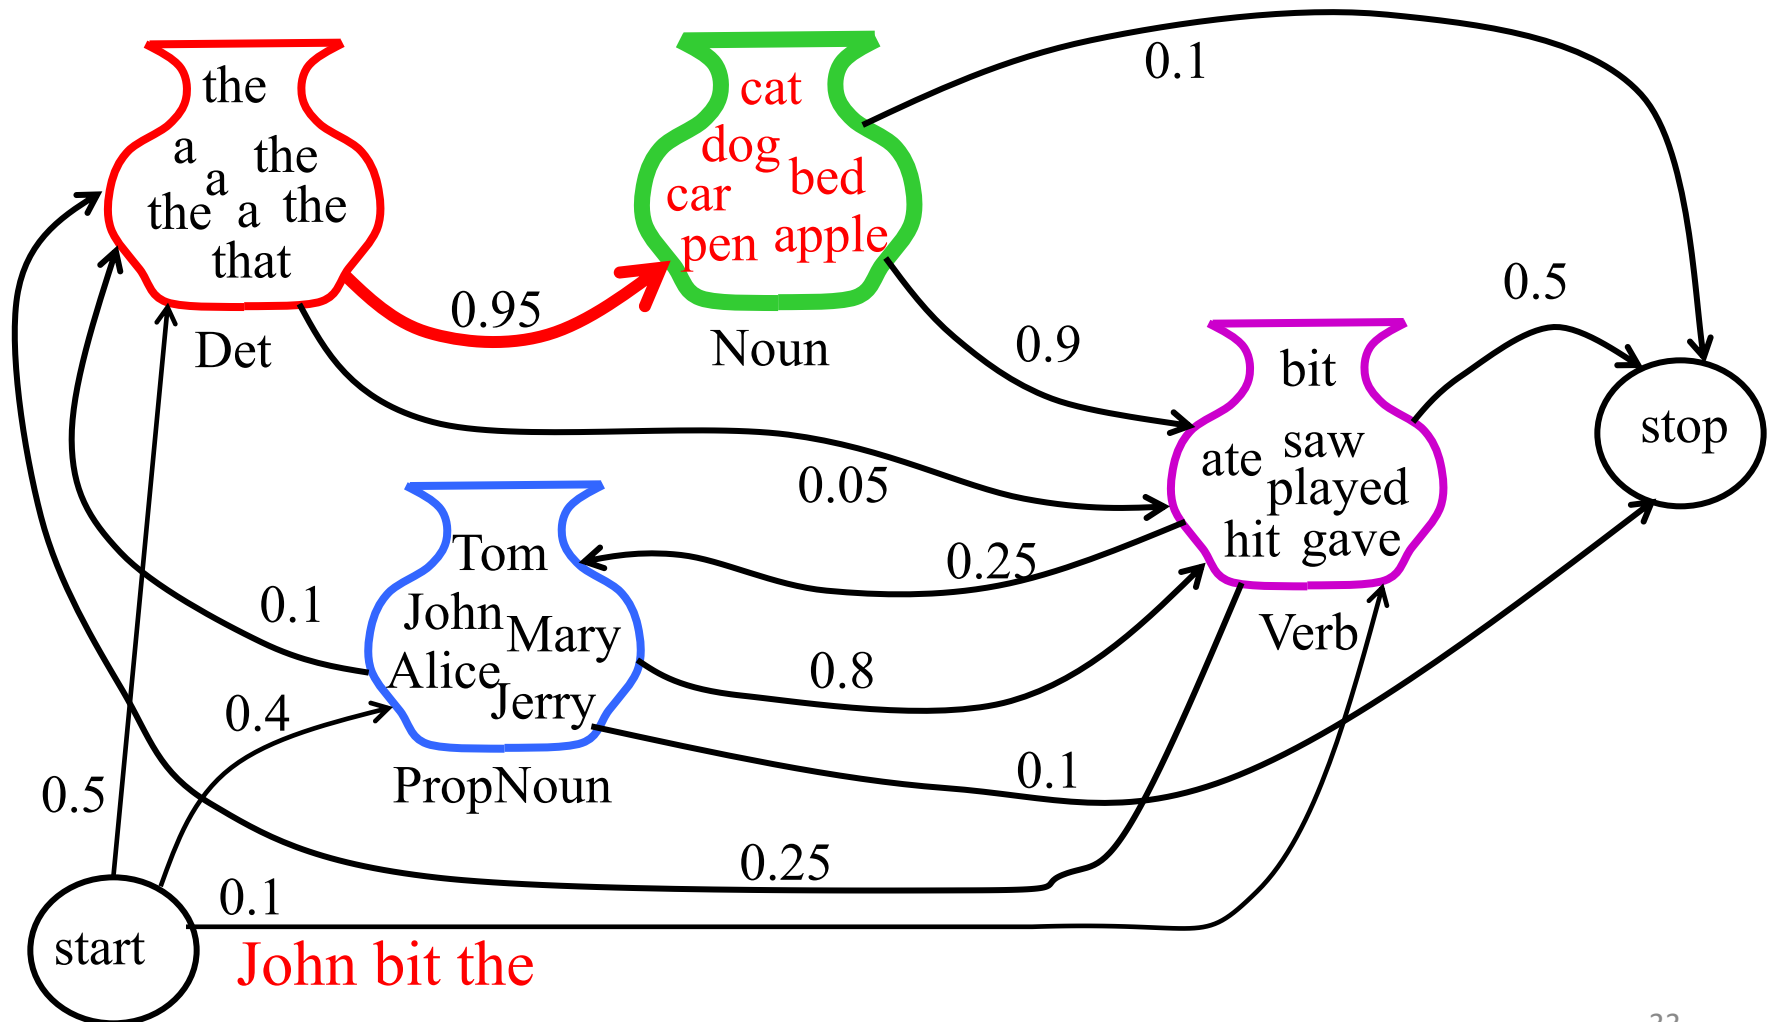 the
a
the
a
the a the
that
Det
cat
dog
bed
car
pen apple
Noun
0.1
0.95
0.9
0.5
bit
saw
ate
played
hit gave
Verb
stop
0.05
0.25
Tom
John
Mary
Alice
Jerry
PropNoun
0.1
0.4
0.8
0.1
0.5
0.25
0.1
start
John bit the